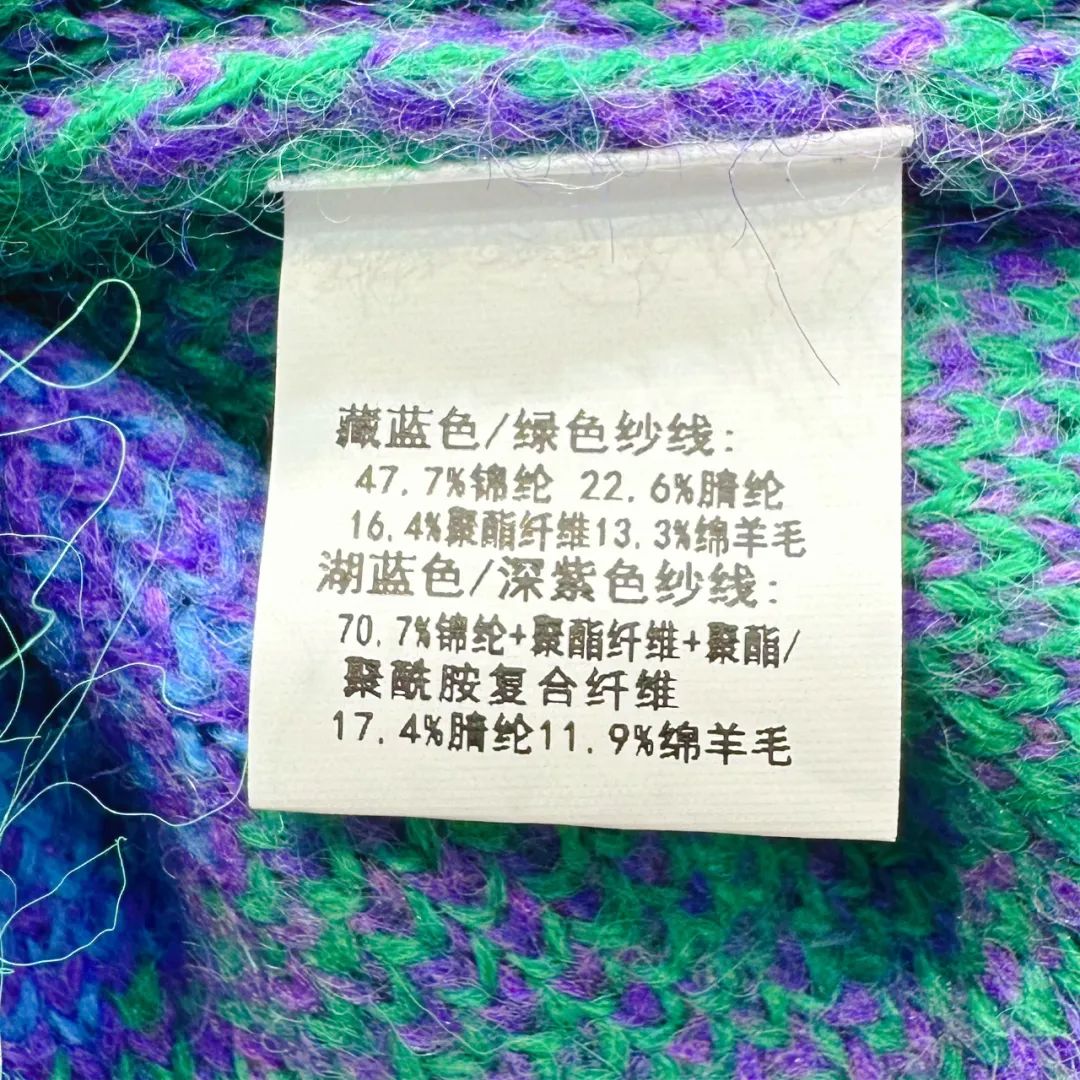 藏蓝色/绿色纱线:
47.7%锦纶 22.6%腈纶
16.4%聚酯纤维13.3%绵羊毛
湖蓝色/深紫色纱线:
70.7%锦纶+聚酯纤维+聚酯/
聚酰胺复合纤维
17.4%腈纶11.9%绵羊毛